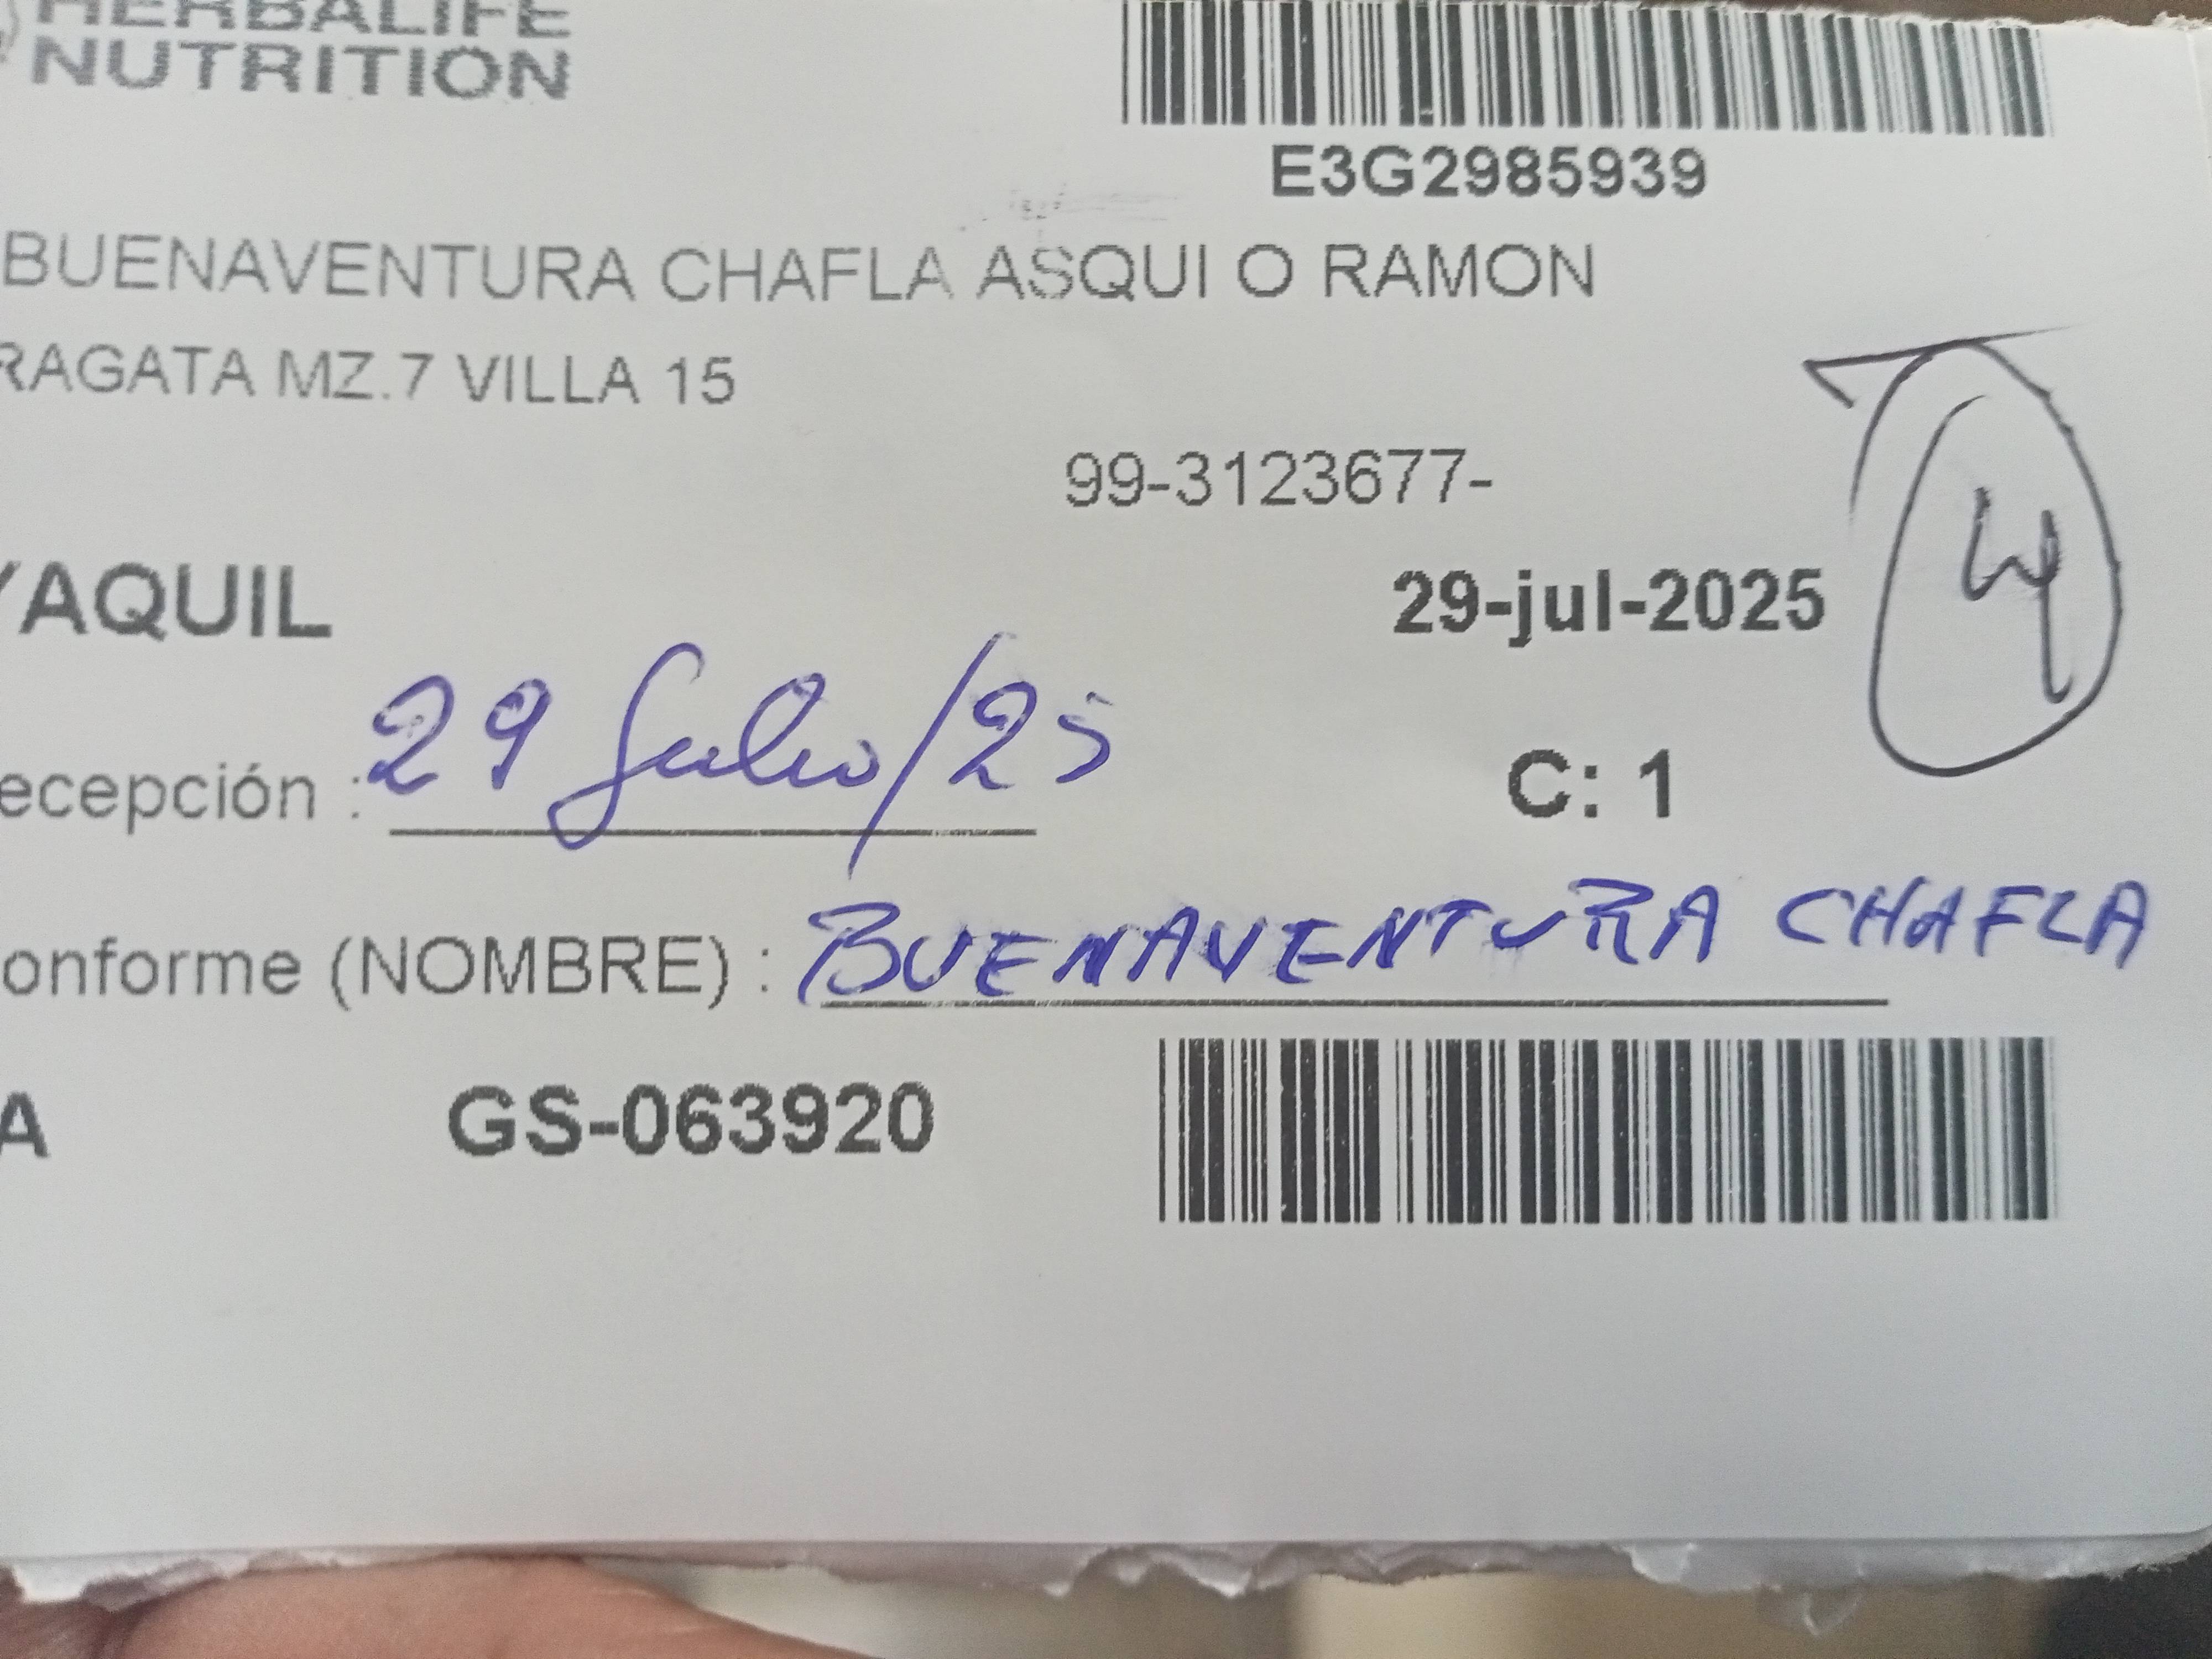 HERBALIFE
NUTRITION
E3G2985939
BUENAVENTURA CHAFLA ASQUI O RAMON
RAGATA MZ.7 VILLA 15
99-3123677-
YAQUIL
29-jul-2025
4
ecepción : 29 Julio/25
C: 1
onforme (NOMBRE) : BUENAVENTURA CHAFLA
A GS-063920